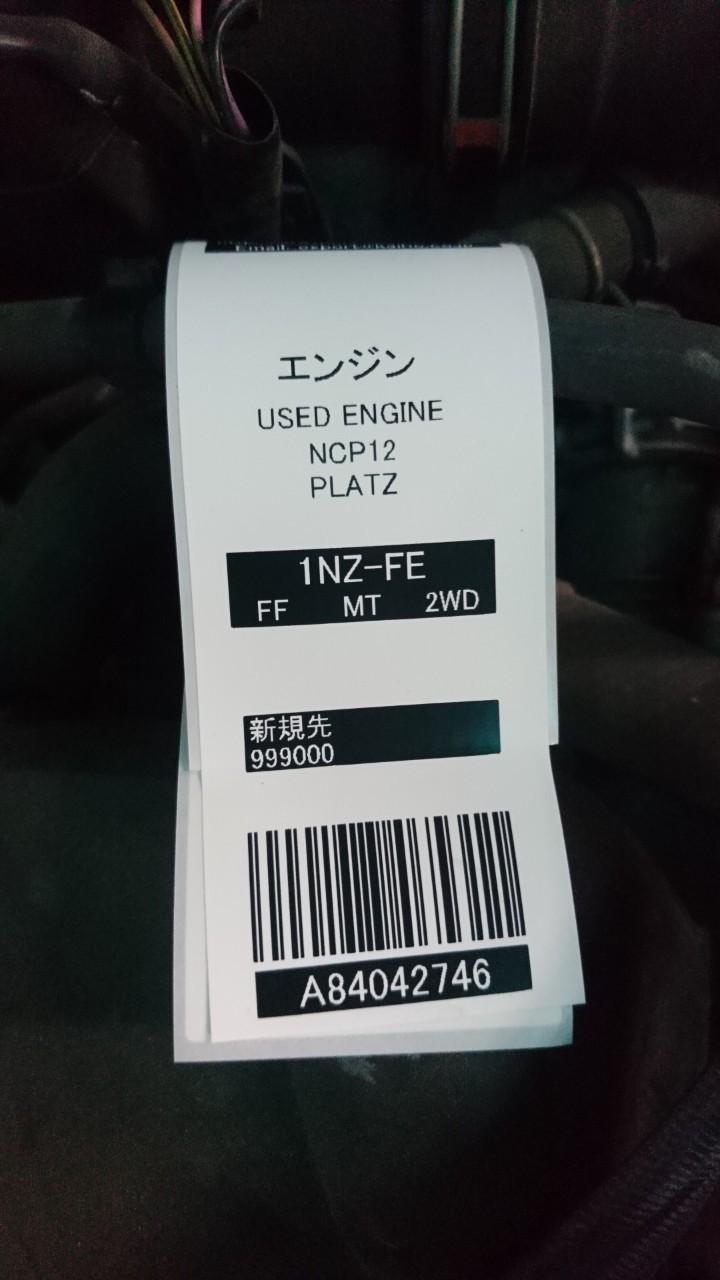 エンジン
USED ENGINE
NCP12
PLATZ
1NZ-FE
FF MT 2WD
新規先
999000
A84042746